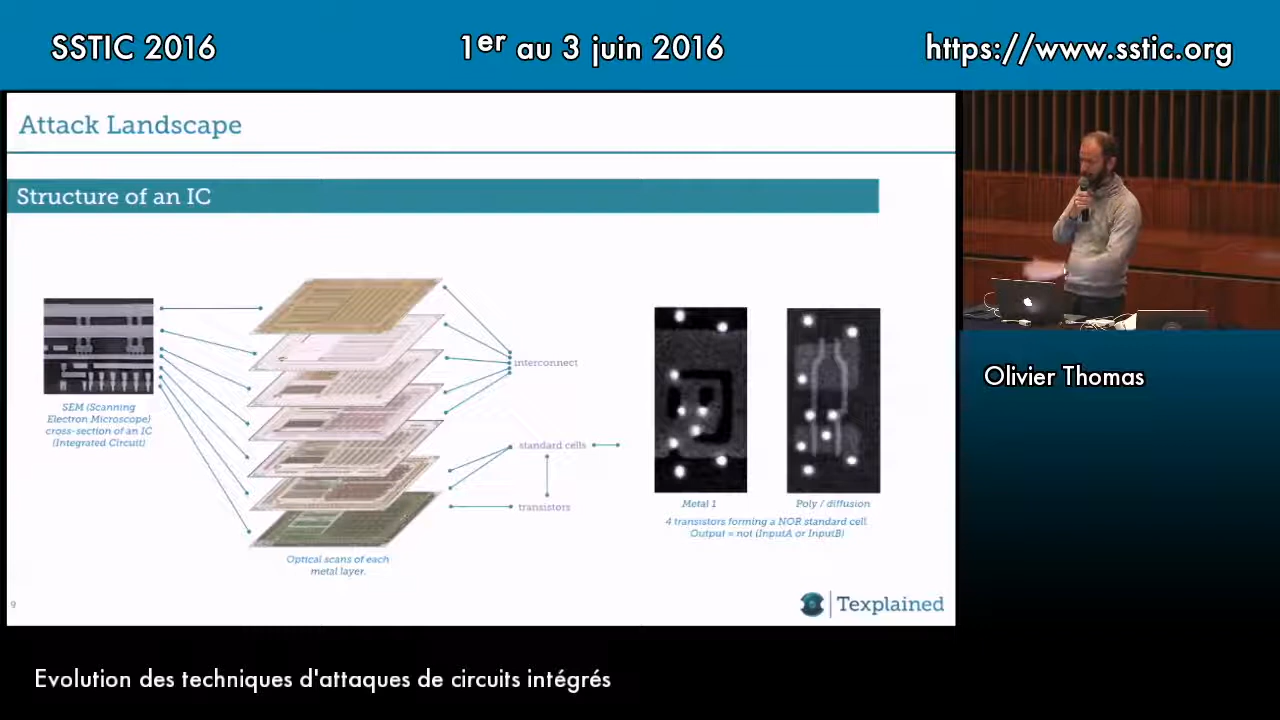 SSTIC 2016
1er au 3 juin 2016
https://www.sstic.org
Attack Landscape
Structure of an IC
SEM (Scanning
Electron Microscope)
cross-section of an IC
(Integrated Circuit)
interconnect
standard cells
transistors
Optical scans of each
metal layer.
Metal 1
Poly / diffusion
4 transistors forming a NOR standard cell.
Output = not (InputA or InputB)
9
Texplained
Olivier Thomas
Evolution des techniques d'attaques de circuits intégrés